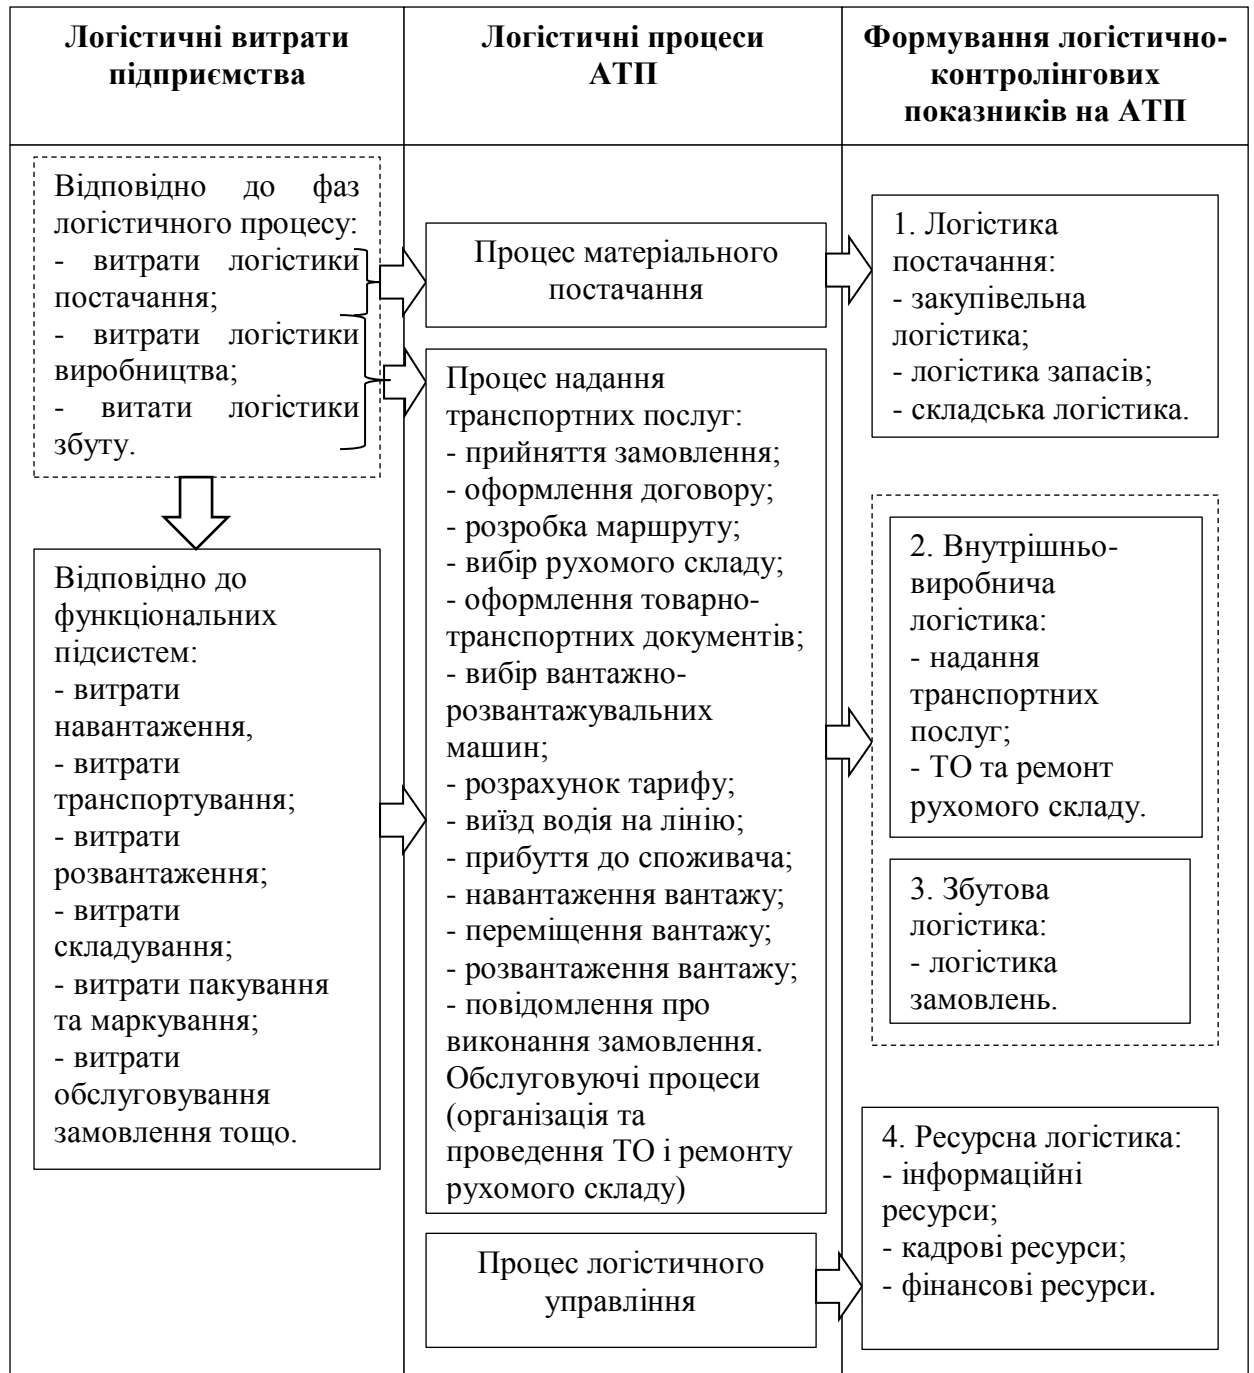 Логістичні витрати
підприємства
Логістичні процеси
АТП
Формування логістично-
контролінгових
показників на АТП
Відповідно до фаз
логістичного процесу:
- витрати логістики
постачання;
- витрати логістики
виробництва;
- витати логістики
збуту.
Відповідно до
функціональних
підсистем:
- витрати
навантаження,
- витрати
транспортування;
- витрати
розвантаження;
- витрати
складування;
- витрати пакування
та маркування;
- витрати
обслуговування
замовлення тощо.
Процес матеріального
постачання
Процес надання
транспортних послуг:
- прийняття замовлення;
- оформлення договору;
- розробка маршруту;
- вибір рухомого складу;
- оформлення товарно-
транспортних документів;
- вибір вантажно-
розвантажувальних
машин;
- розрахунок тарифу;
- виїзд водія на лінію;
- прибуття до споживача;
- навантаження вантажу;
- переміщення вантажу;
- розвантаження вантажу;
- повідомлення про
виконання замовлення.
Обслуговуючі процеси
(організація та
проведення ТО і ремонту
рухомого складу)
Процес логістичного
управління
1. Логістика
постачання:
- закупівельна
логістика;
- логістика запасів;
- складська логістика.
2. Внутрішньо-
виробнича
логістика:
- надання
транспортних
послуг;
- ТО та ремонт
рухомого складу.
3. Збутова
логістика:
- логістика
замовлень.
4. Ресурсна логістика:
- інформаційні
ресурси;
- кадрові ресурси;
- фінансові ресурси.